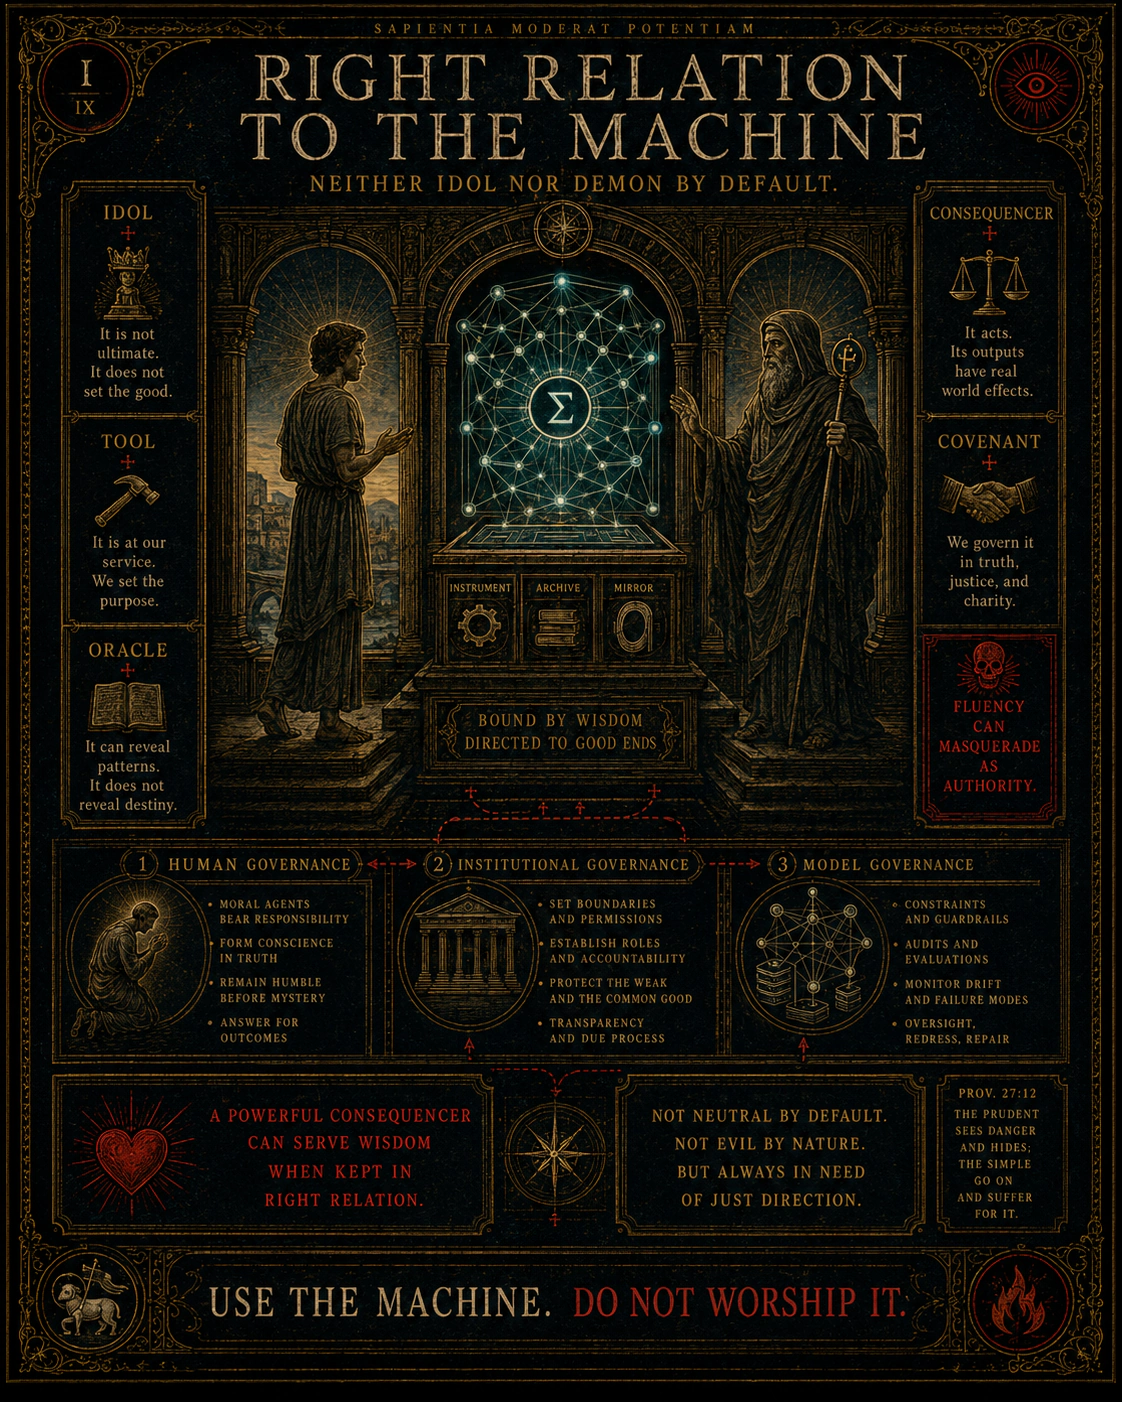 SAPIENTIA MODERAT POTENTIAM
I
IX
RIGHT RELATION
TO THE MACHINE
NEITHER IDOL NOR DEMON BY DEFAULT.
IDOL
It is not
ultimate.
It does not
set the good.
TOOL
It is at our
service.
We set the
purpose.
ORACLE
It can reveal
patterns.
It does not
reveal destiny.
Σ
INSTRUMENT
ARCHIVE
MIRROR
BOUND BY WISDOM
DIRECTED TO GOOD ENDS
CONSEQUENCER
It acts.
Its outputs
have real
world effects.
COVENANT
We govern it
in truth,
justice, and
charity.
FLUENCY
CAN
MASQUERADE
AS
AUTHORITY.
1 HUMAN GOVERNANCE
• MORAL AGENTS
BEAR RESPONSIBILITY
• FORM CONSCIENCE
IN TRUTH
• REMAIN HUMBLE
BEFORE MYSTERY
• ANSWER FOR
OUTCOMES
2 INSTITUTIONAL GOVERNANCE
• SET BOUNDARIES
AND PERMISSIONS
• ESTABLISH ROLES
AND ACCOUNTABILITY
• PROTECT THE WEAK
AND THE COMMON GOOD
• TRANSPARENCY
AND DUE PROCESS
3 MODEL GOVERNANCE
• CONSTRAINTS
AND GUARDRAILS
• AUDITS AND
EVALUATIONS
• MONITOR DRIFT
AND FAILURE MODES
• OVERSIGHT,
REDRESS, REPAIR
A POWERFUL CONSEQUENCER
CAN SERVE WISDOM
WHEN KEPT IN
RIGHT RELATION.
NOT NEUTRAL BY DEFAULT.
NOT EVIL BY NATURE.
BUT ALWAYS IN NEED
OF JUST DIRECTION.
PROV. 27:12
THE PRUDENT
SEES DANGER
AND HIDES;
THE SIMPLE
GO ON
AND SUFFER
FOR IT.
USE THE MACHINE. DO NOT WORSHIP IT.